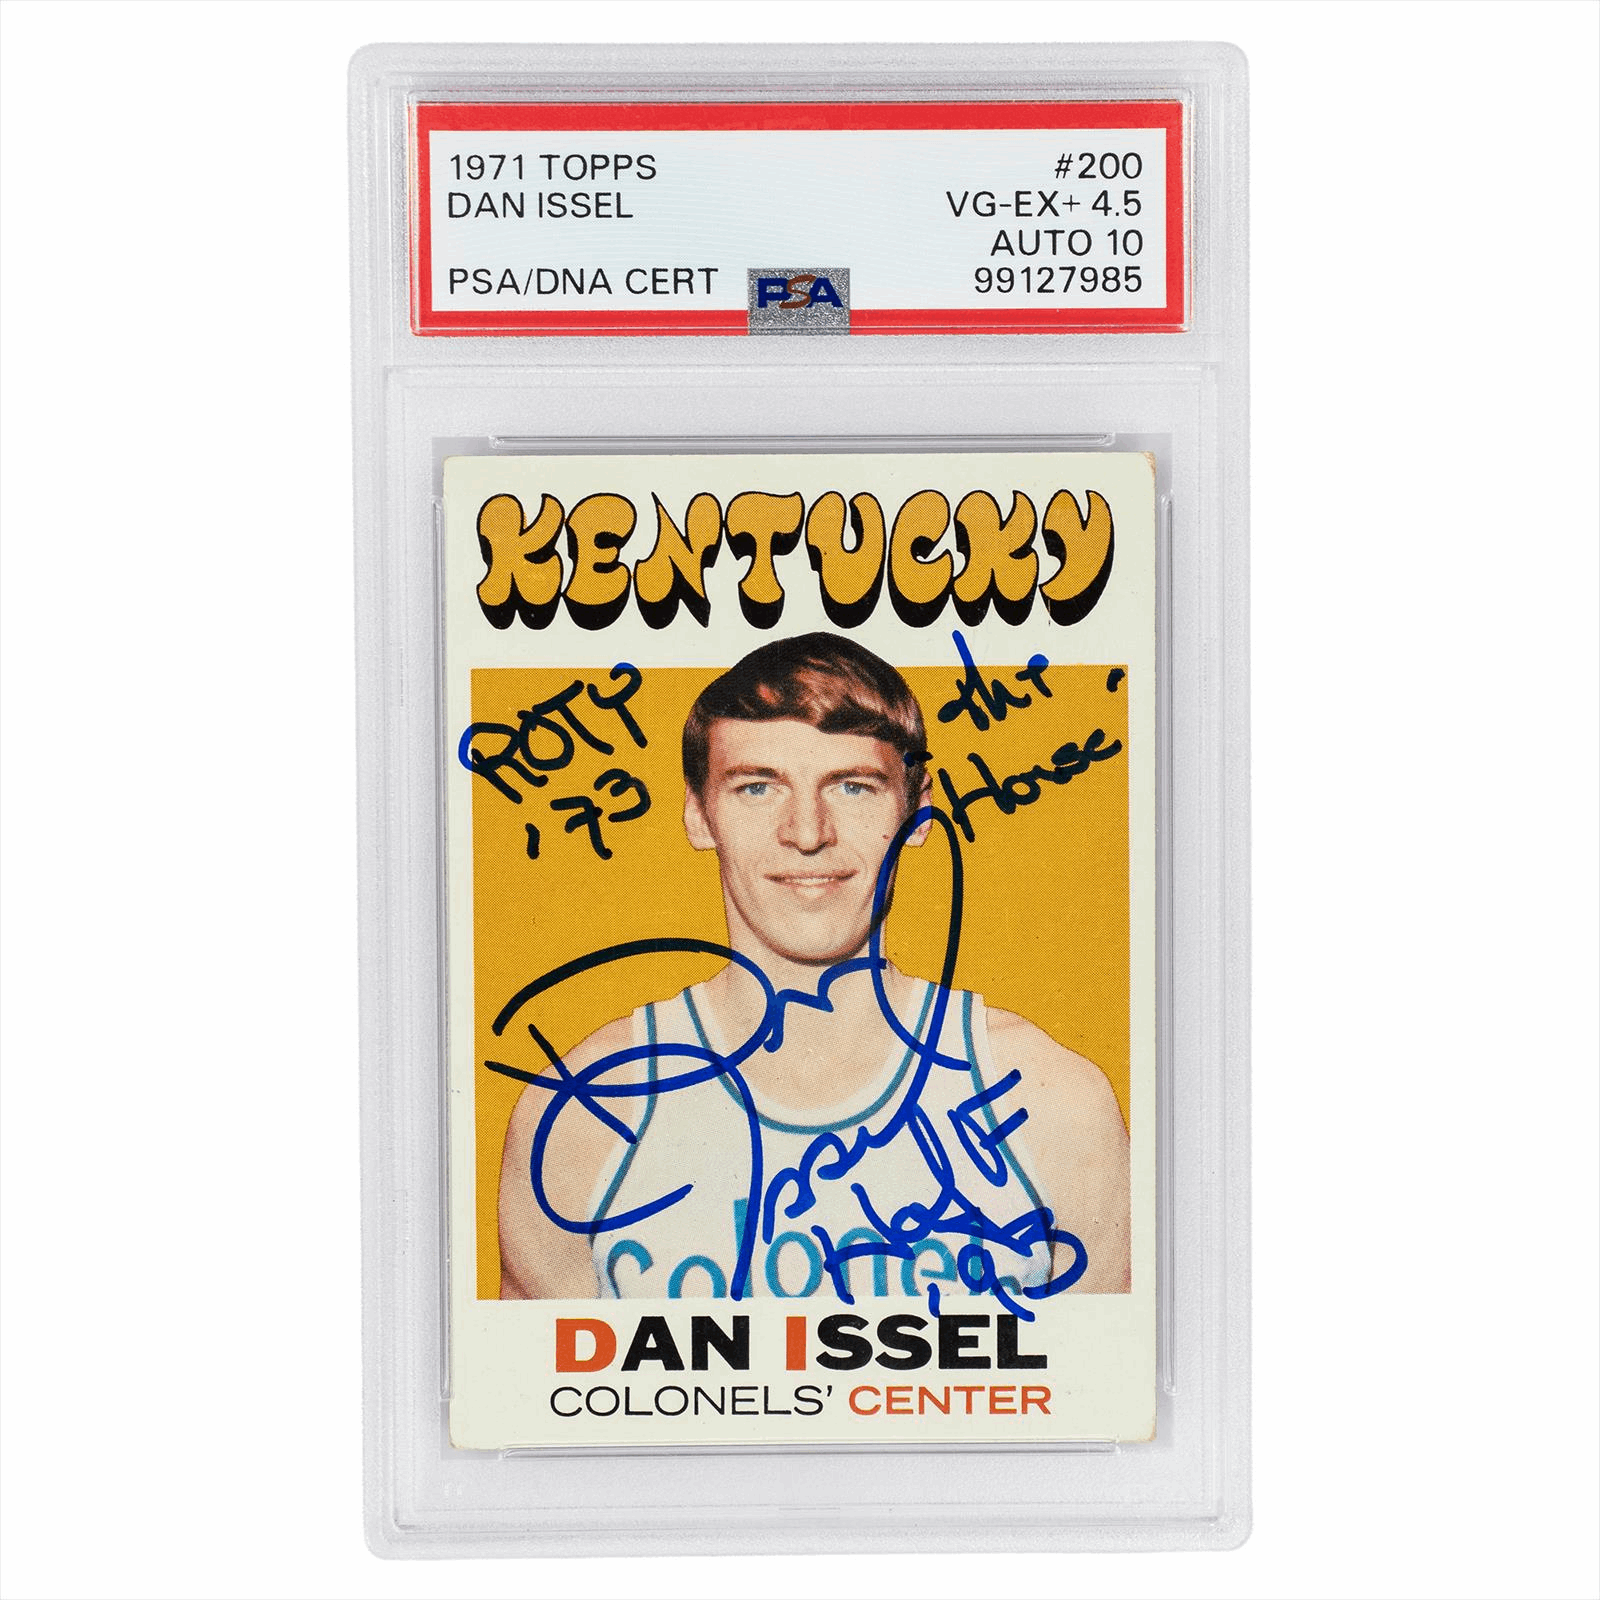 1971 TOPPS #200
DAN ISSEL VG-EX+ 4.5
AUTO 10
PSA/DNA CERT PSA 99127985
KENTUCKY
ROTY
'73
"The
Horse"
Dan Issel
HOF
'93
Colonels
DAN ISSEL
COLONELS' CENTER